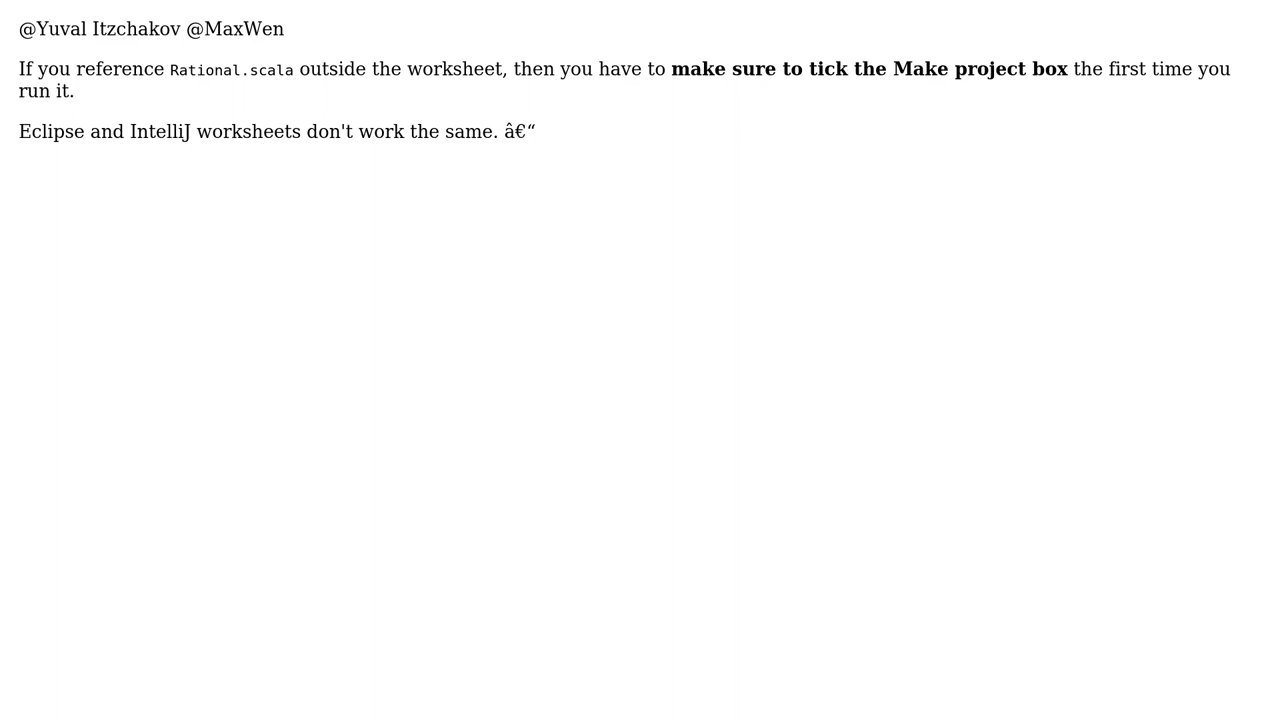 @Yuval Itzchakov @MaxWen
If you reference Rational.scala outside the worksheet, then you have to make sure to tick the Make project box the first time you
run it.
Eclipse and IntelliJ worksheets don't work the same. â€“